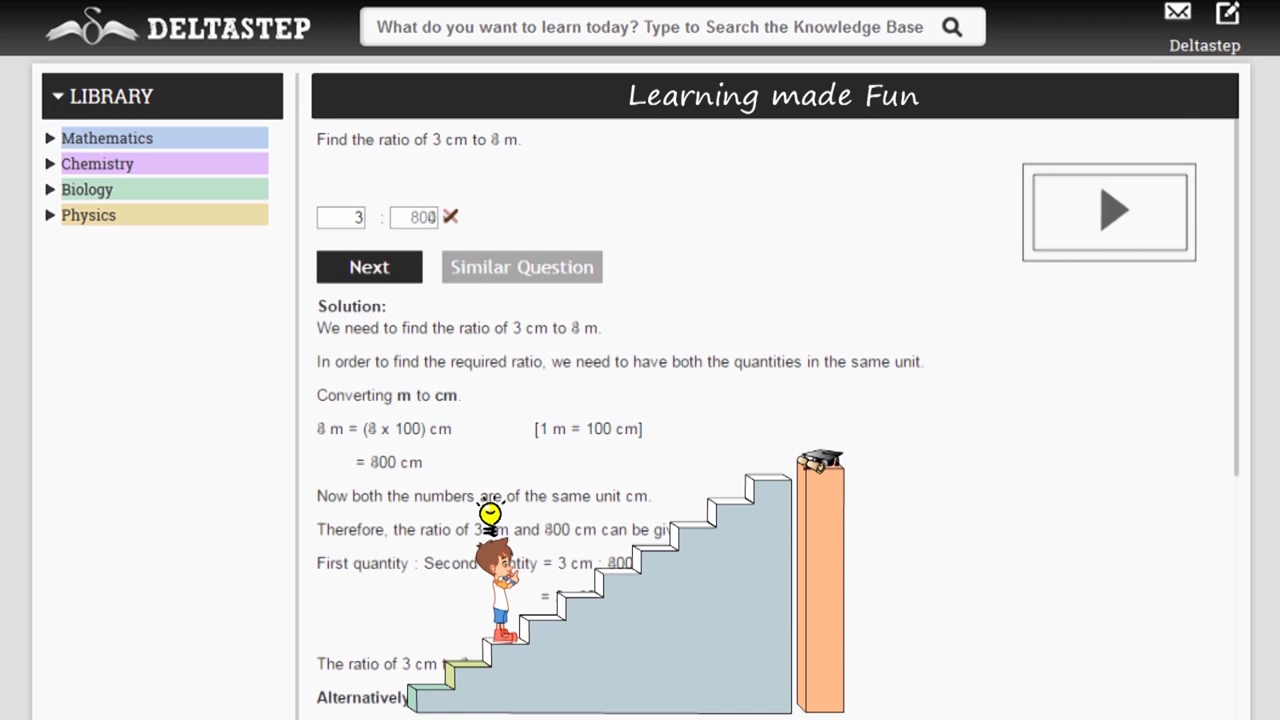 DELTASTEP
What do you want to learn today? Type to Search the Knowledge Base
Deltastep
LIBRARY
Mathematics
Chemistry
Biology
Physics
Learning made Fun
Find the ratio of 3 cm to 8 m.
3 : 800
Next
Similar Question
Solution:
We need to find the ratio of 3 cm to 8 m.
In order to find the required ratio, we need to have both the quantities in the same unit.
Converting m to cm.
8 m = (8 x 100) cm [1 m = 100 cm]
= 800 cm
Now both the numbers are of the same unit cm.
Therefore, the ratio of 3 cm and 800 cm can be
First quantity : Second = 3 cm : 800
=
The ratio of 3 cm
Alternatively